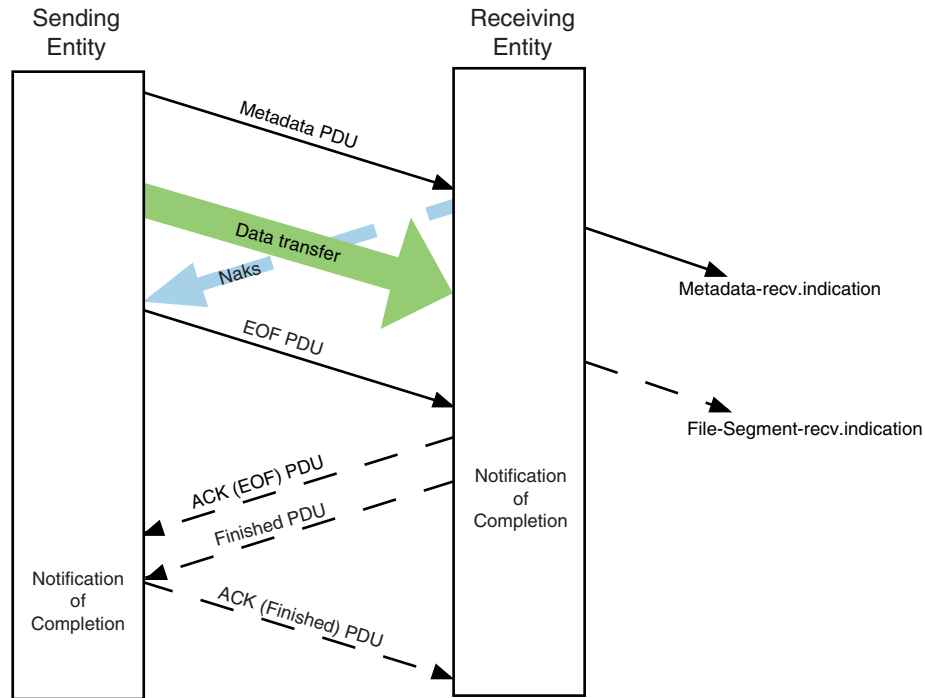 Sending
Entity
Receiving
Entity
Metadata PDU
Data transfer
Naks
Metadata-recv.indication
EOF PDU
File-Segment-recv.indication
ACK (EOF) PDU
Notification
of
Completion
Finished PDU
Notification
of
Completion
ACK (Finished) PDU